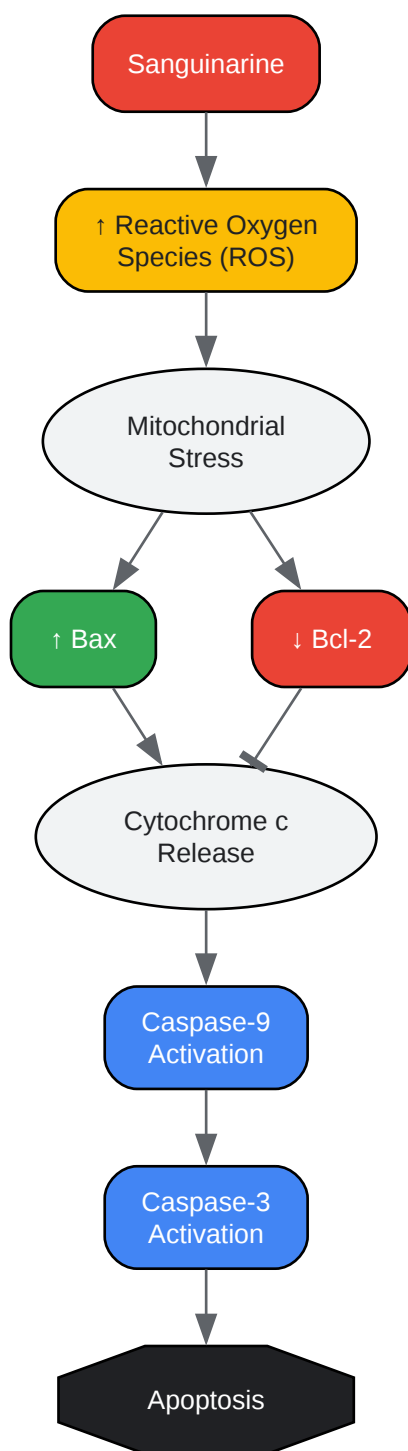 Sanguinarine
↑ Reactive Oxygen
Species (ROS)
Mitochondrial
Stress
↑ Bax
↓ Bcl-2
Cytochrome c
Release
Caspase-9
Activation
Caspase-3
Activation
Apoptosis